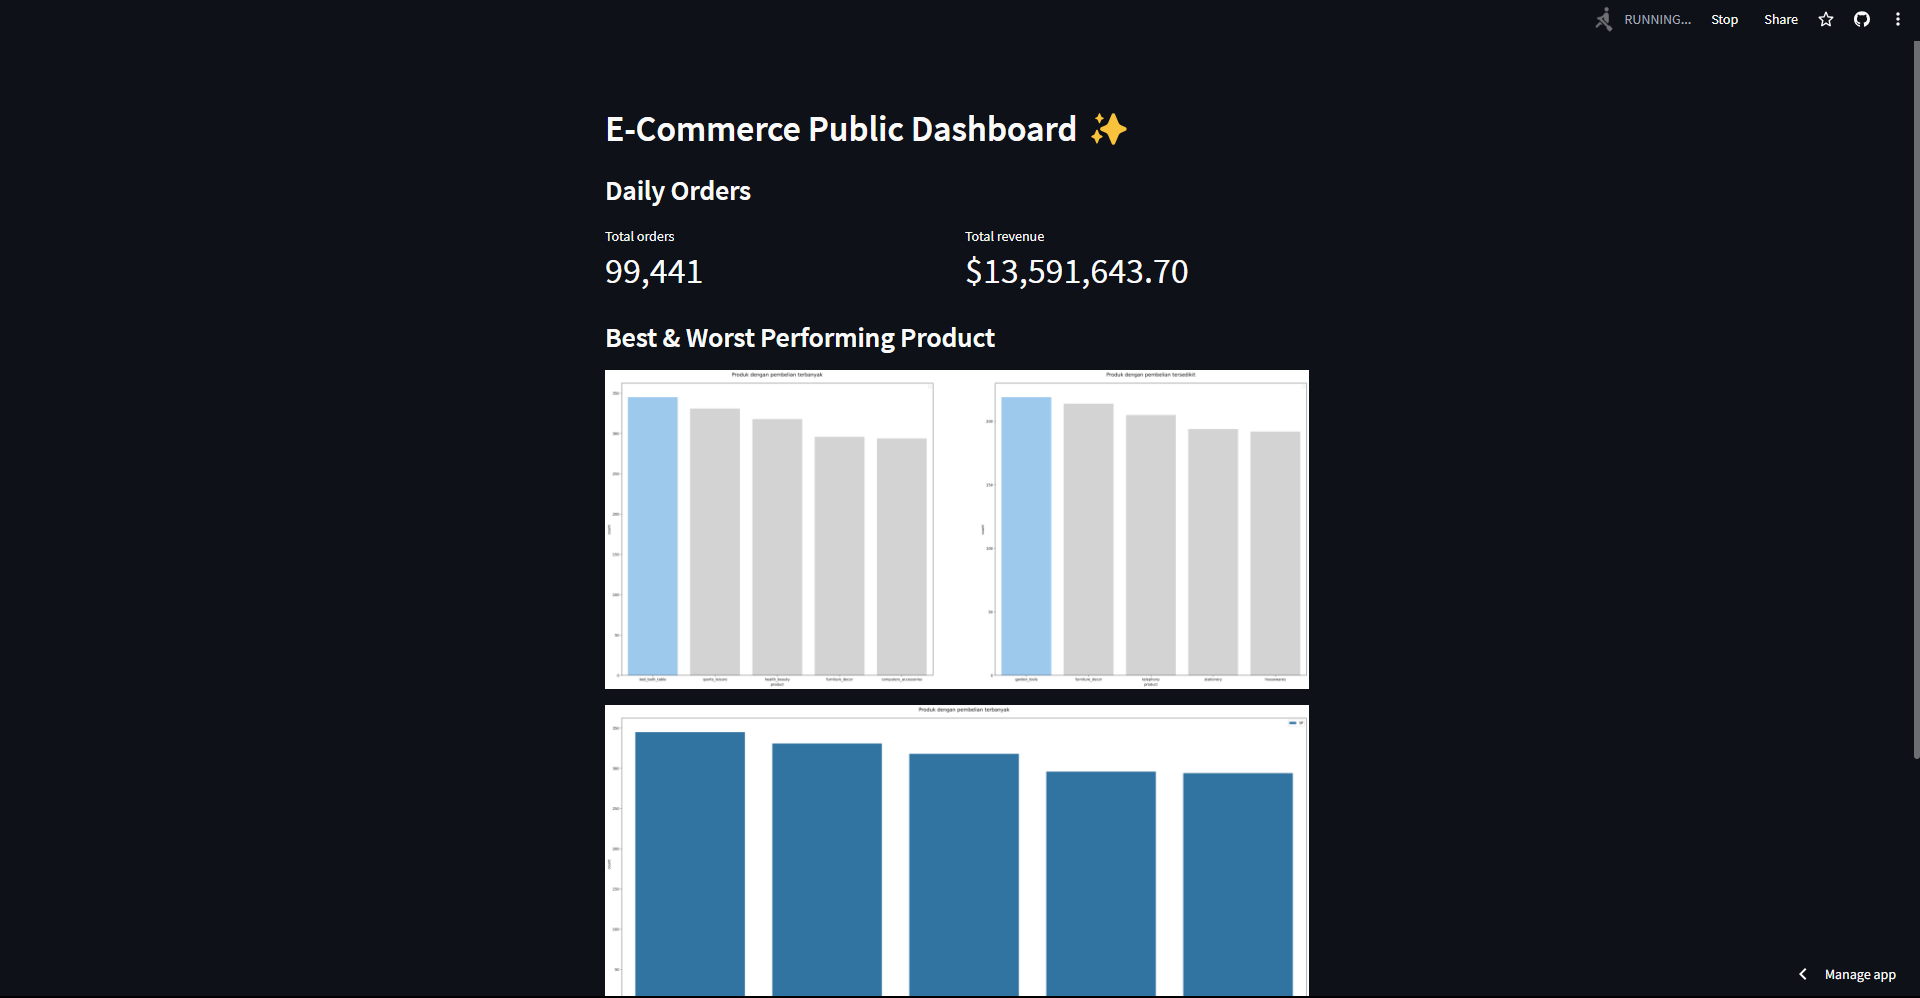 RUNNING...
Stop
Share
E-Commerce Public Dashboard
Daily Orders
Total orders
Total revenue
99,441
$13,591,643.70
Best & Worst Performing Product
Produk dengan pembelian terbanyak
Produk dengan pembelian tersedikit
bed_bath_table
sports_leisure
health_beauty
furniture_decor
computers_accessories
product
garden_tools
furniture_decor
telephony
stationery
housewares
product
Produk dengan pembelian terbanyak
Manage app